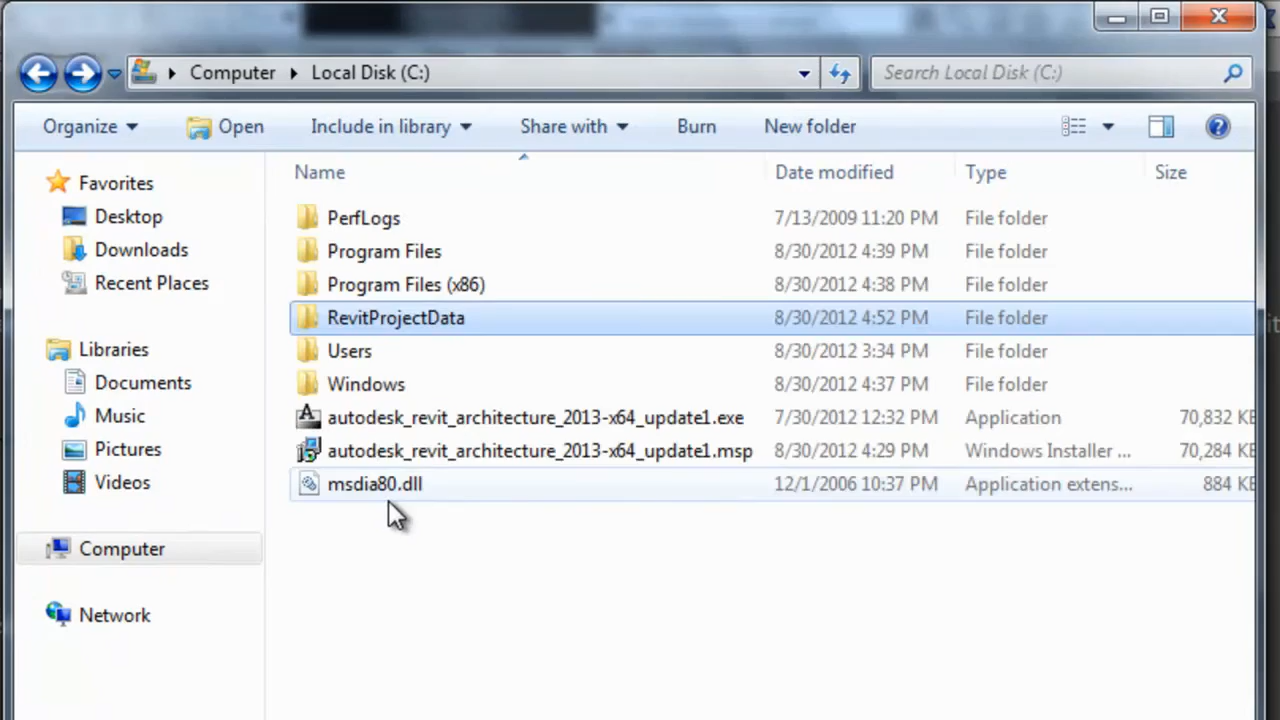 Computer Local Disk (C:) Search Local Disk (C:)
Organize Open Include in library Share with Burn New folder
Name Date modified Type Size
Favorites
Desktop
Downloads
Recent Places
Libraries
Documents
Music
Pictures
Videos
Computer
Network
PerfLogs 7/13/2009 11:20 PM File folder
Program Files 8/30/2012 4:39 PM File folder
Program Files (x86) 8/30/2012 4:38 PM File folder
RevitProjectData 8/30/2012 4:52 PM File folder
Users 8/30/2012 3:34 PM File folder
Windows 8/30/2012 4:37 PM File folder
autodesk_revit_architecture_2013-x64_update1.exe 7/30/2012 12:32 PM Application 70,832 KB
autodesk_revit_architecture_2013-x64_update1.msp 8/30/2012 4:29 PM Windows Installer ... 70,284 KB
msdia80.dll 12/1/2006 10:37 PM Application extens... 884 KB